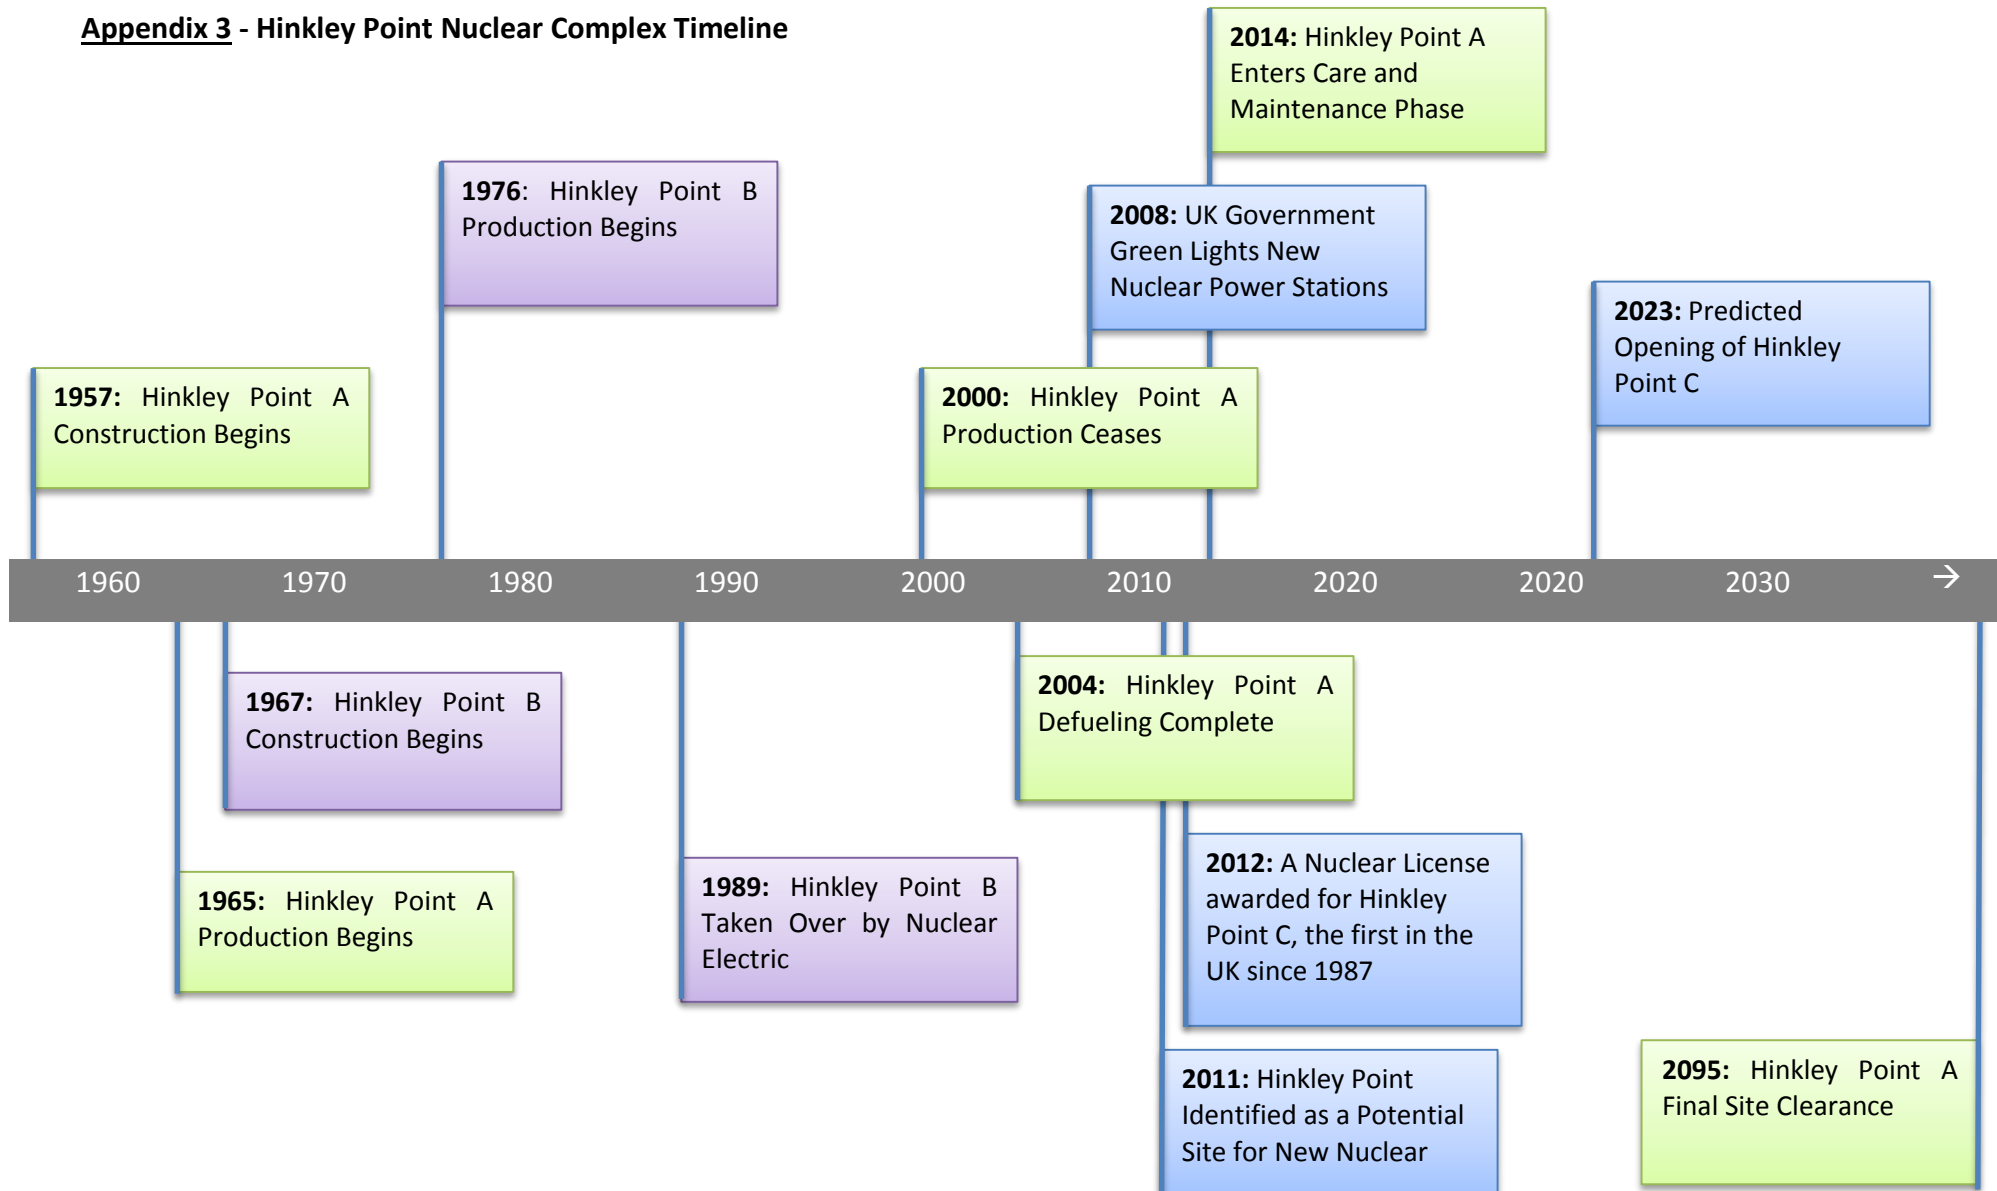 Appendix 3 - Hinkley Point Nuclear Complex Timeline
2014: Hinkley Point A
Enters Care and
Maintenance Phase
1976: Hinkley Point B
Production Begins
2008: UK Government
Green Lights New
Nuclear Power Stations
2023: Predicted
Opening of Hinkley
Point C
1957: Hinkley Point A
Construction Begins
2000: Hinkley Point A
Production Ceases
1960 1970 1980 1990 2000 2010 2020 2020 2030 →
1967: Hinkley Point B
Construction Begins
2004: Hinkley Point A
Defueling Complete
1965: Hinkley Point A
Production Begins
1989: Hinkley Point B
Taken Over by Nuclear
Electric
2012: A Nuclear License
awarded for Hinkley
Point C, the first in the
UK since 1987
2011: Hinkley Point
Identified as a Potential
Site for New Nuclear
2095: Hinkley Point A
Final Site Clearance